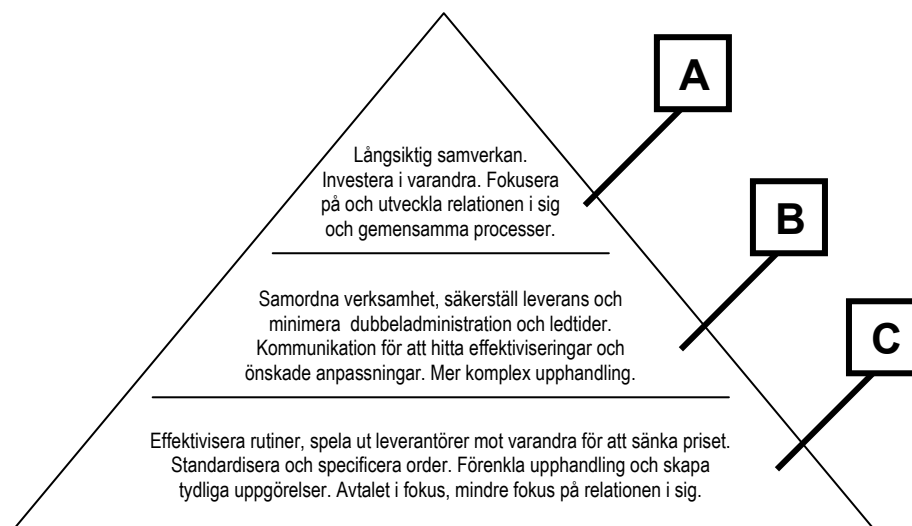 A
Långsiktig samverkan.
Investera i varandra. Fokusera
på och utveckla relationen i sig
och gemensamma processer.
B
Samordna verksamhet, säkerställ leverans och
minimera dubbeladministration och ledtider.
Kommunikation för att hitta effektiviseringar och
önskade anpassningar. Mer komplex upphandling.
C
Effektivisera rutiner, spela ut leverantörer mot varandra för att sänka priset.
Standardisera och specificera order. Förenkla upphandling och skapa
tydliga uppgörelser. Avtalet i fokus, mindre fokus på relationen i sig.